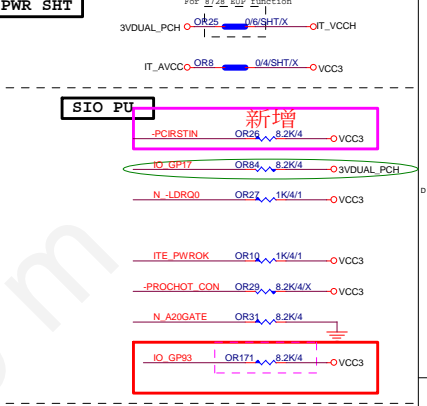 PWR SHT
For 8728 EUP function
3VDUAL_PCH OR25 0/6/SHT/X IT_VCCH
IT_AVCC OR8 0/4/SHT/X VCC3
SIO PU
新增
-PCIRSTIN OR26 8.2K/4 VCC3
IO_GP17 OR84 8.2K/4 3VDUAL_PCH
N_-LDRQ0 OR27 1K/4/1 VCC3
D
ITE_PWROK OR10 1K/4/1 VCC3
-PROCHOT_CON OR29 8.2K/4/X VCC3
N_A20GATE OR31 8.2K/4
IO_GP93 OR171 8.2K/4 VCC3